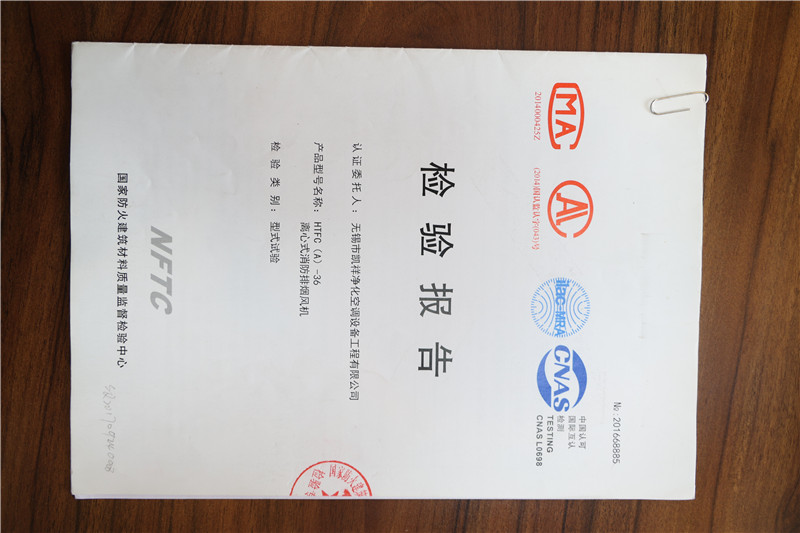 №:201668885
MA
2014000425Z
AL
(2014)国认监认字(043)号
ilac-MRA
CNAS
中国认可
国际互认
检测
TESTING
CNAS L0698
检验报告
认证委托人：无锡市凯祥净化空调设备工程有限公司
产品型号名称：HTFC（A）-36
离心式消防排烟风机
检验类别：型式试验
NFTC
国家防火建筑材料质量监督检验中心